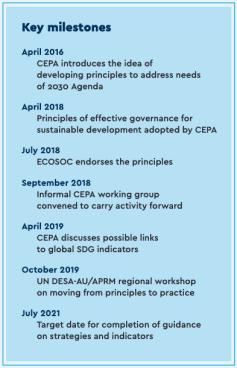 Key milestones
April 2016
CEPA introduces the idea of
developing principles to address needs
of 2030 Agenda
April 2018
Principles of effective governance for
sustainable development adopted by CEPA
July 2018
ECOSOC endorses the principles
September 2018
Informal CEPA working group
convened to carry activity forward
April 2019
CEPA discusses possible links
to global SDG indicators
October 2019
UN DESA-AU/APRM regional workshop
on moving from principles to practice
July 2021
Target date for completion of guidance
on strategies and indicators